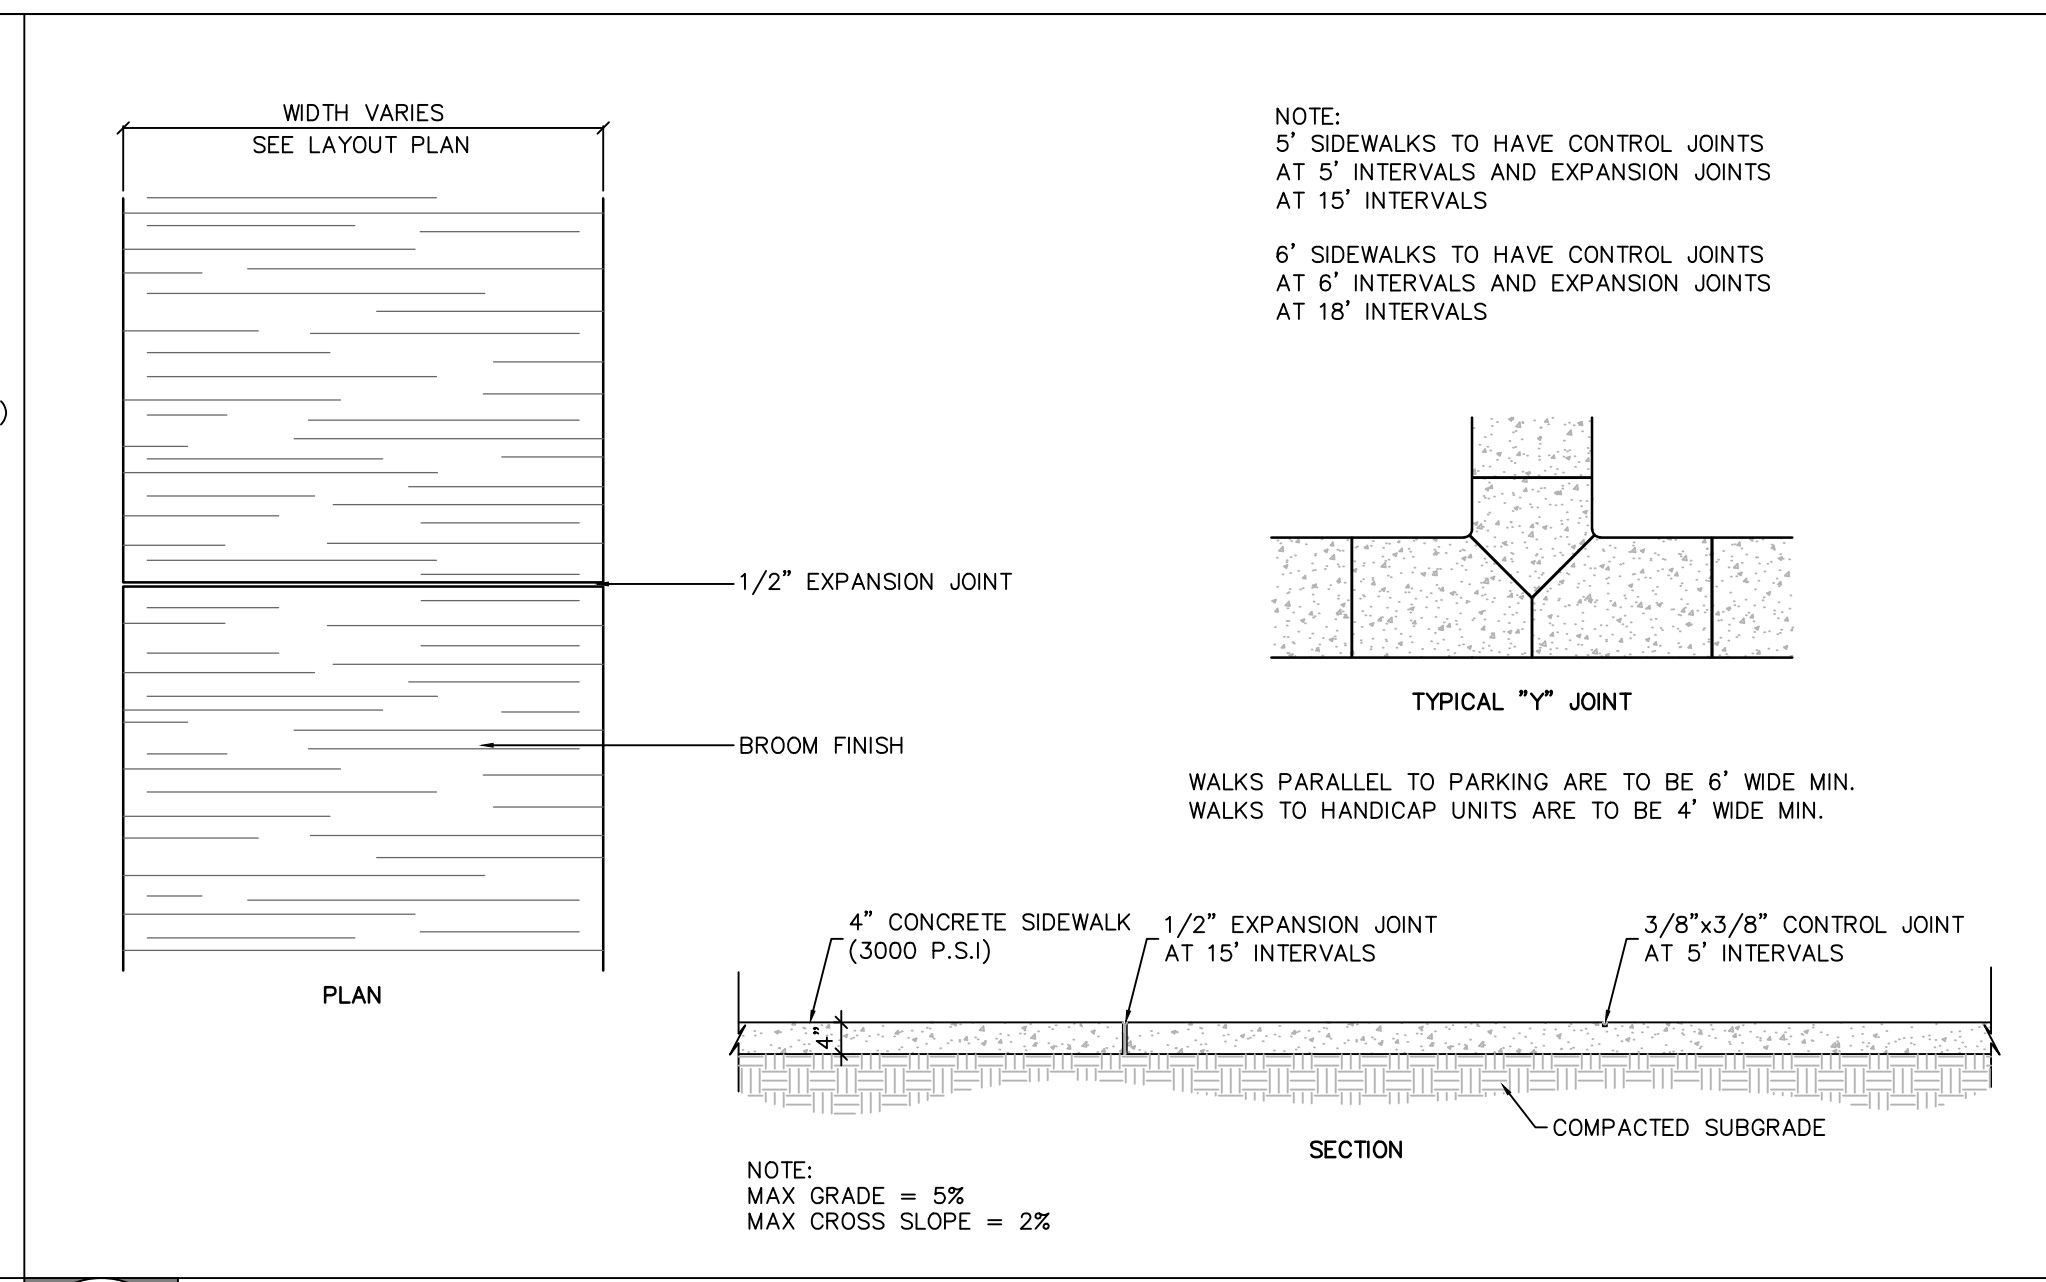 WIDTH VARIES
SEE LAYOUT PLAN
1/2" EXPANSION JOINT
BROOM FINISH
PLAN
NOTE:
5' SIDEWALKS TO HAVE CONTROL JOINTS
AT 5' INTERVALS AND EXPANSION JOINTS
AT 15' INTERVALS
6' SIDEWALKS TO HAVE CONTROL JOINTS
AT 6' INTERVALS AND EXPANSION JOINTS
AT 18' INTERVALS
TYPICAL "Y" JOINT
WALKS PARALLEL TO PARKING ARE TO BE 6' WIDE MIN.
WALKS TO HANDICAP UNITS ARE TO BE 4' WIDE MIN.
4" CONCRETE SIDEWALK
(3000 P.S.I)
1/2" EXPANSION JOINT
AT 15' INTERVALS
3/8"x3/8" CONTROL JOINT
AT 5' INTERVALS
4"
COMPACTED SUBGRADE
SECTION
NOTE:
MAX GRADE = 5%
MAX CROSS SLOPE = 2%
)